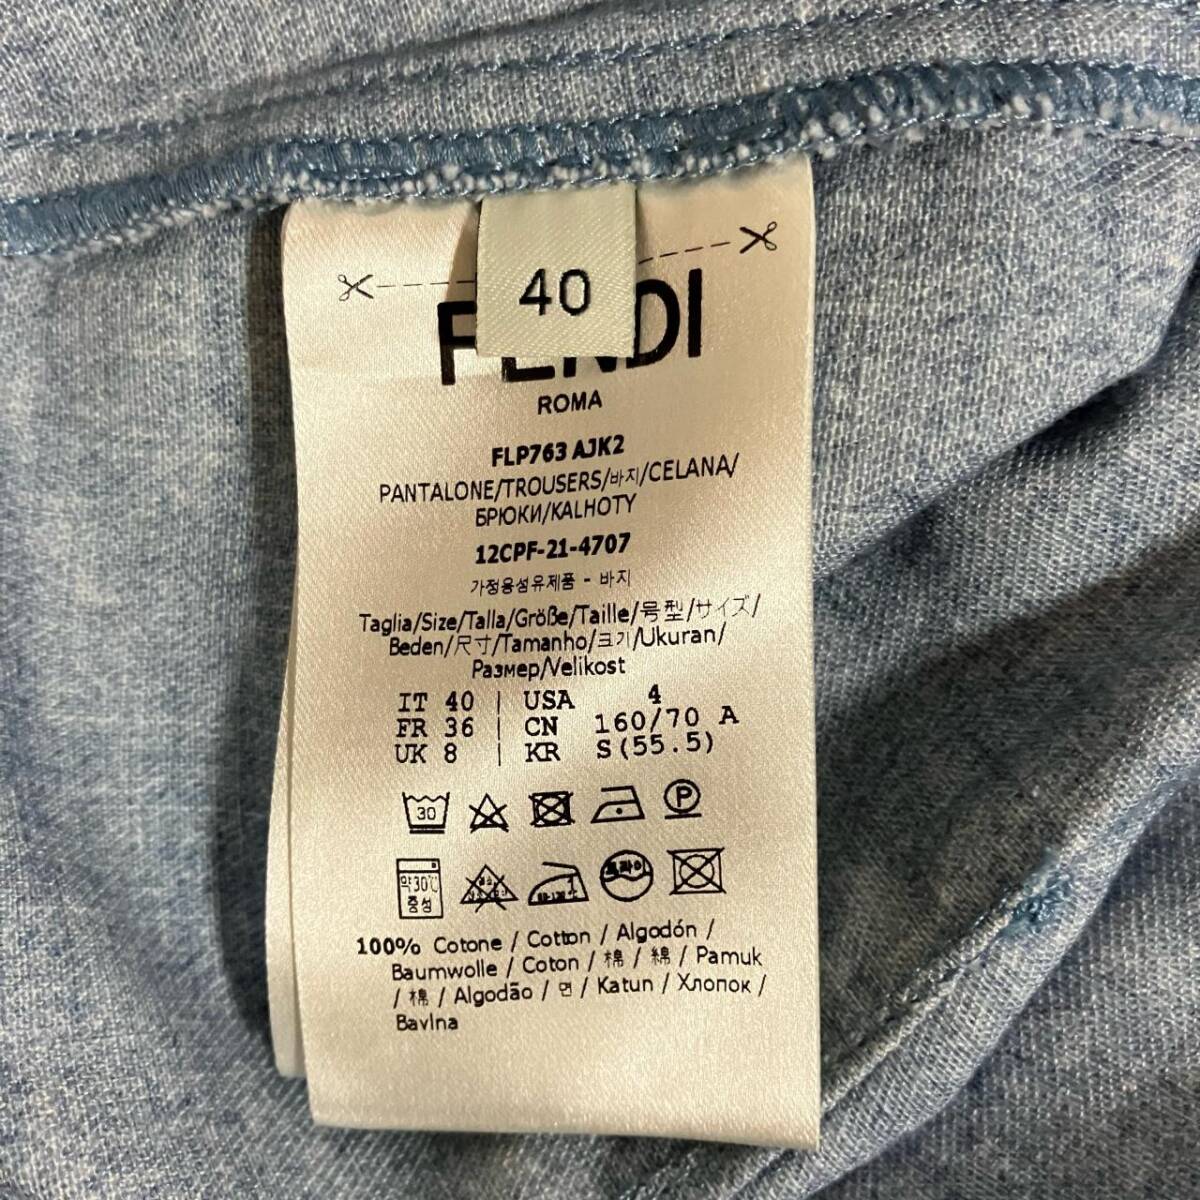 40
FENDI
ROMA
FLP763 AJK2
PANTALONE/TROUSERS/바지/CELANA/
БРЮКИ/KALHOTY
12CPF-21-4707
가정용섬유제품 - 바지
Taglia/Size/Talla/Größe/Taille/号型/サイズ/
Beden/尺寸/Tamanho/크기/Ukuran/
Размер/Velikost
IT 40 | USA 4
FR 36 | CN 160/70 A
UK 8 | KR S(55.5)
30 P
약30℃
중성
드라이
100% Cotone / Cotton / Algodón /
Baumwolle / Coton / 棉 / 綿 / Pamuk
/ 棉 / Algodão / 면 / Katun / Хлопок /
Bavlna